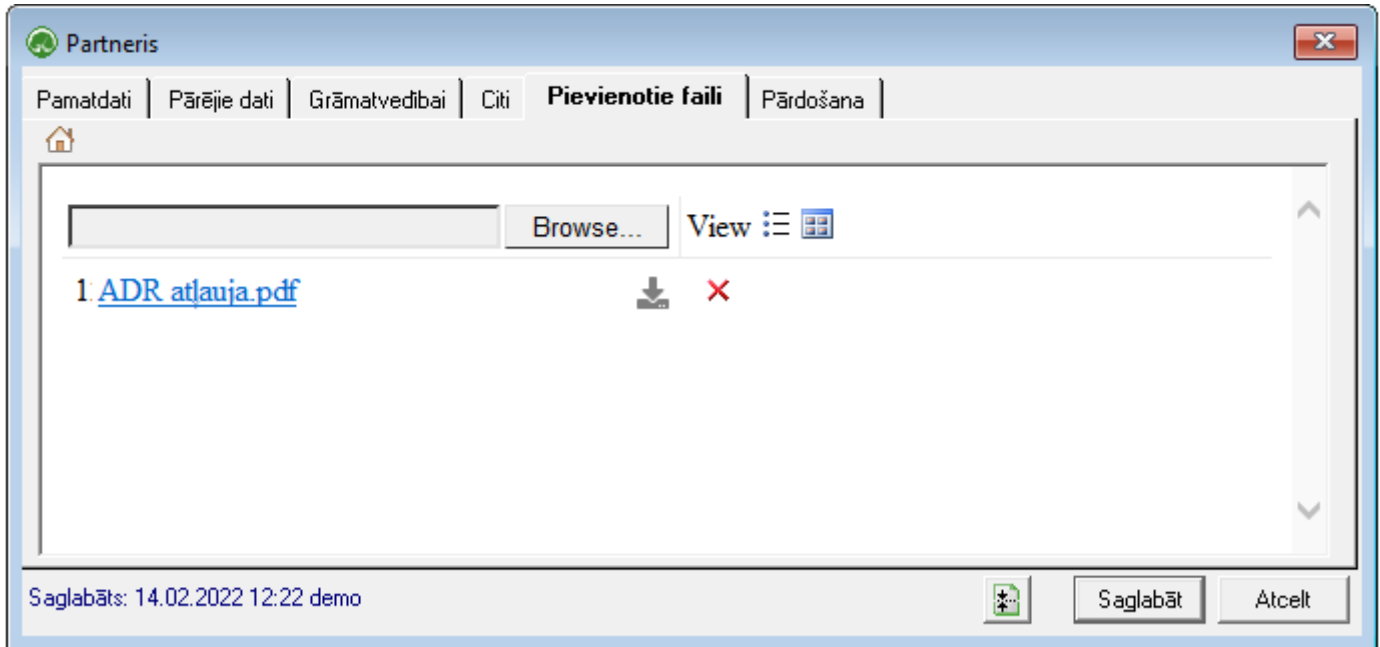 Partneris
Pamatdati Pārējie dati Grāmatvedībai Citi Pievienotie faili Pārdošana
Browse... View
1. ADR atļauja.pdf
Saglabāts: 14.02.2022 12:22 demo Saglabāt Atcelt